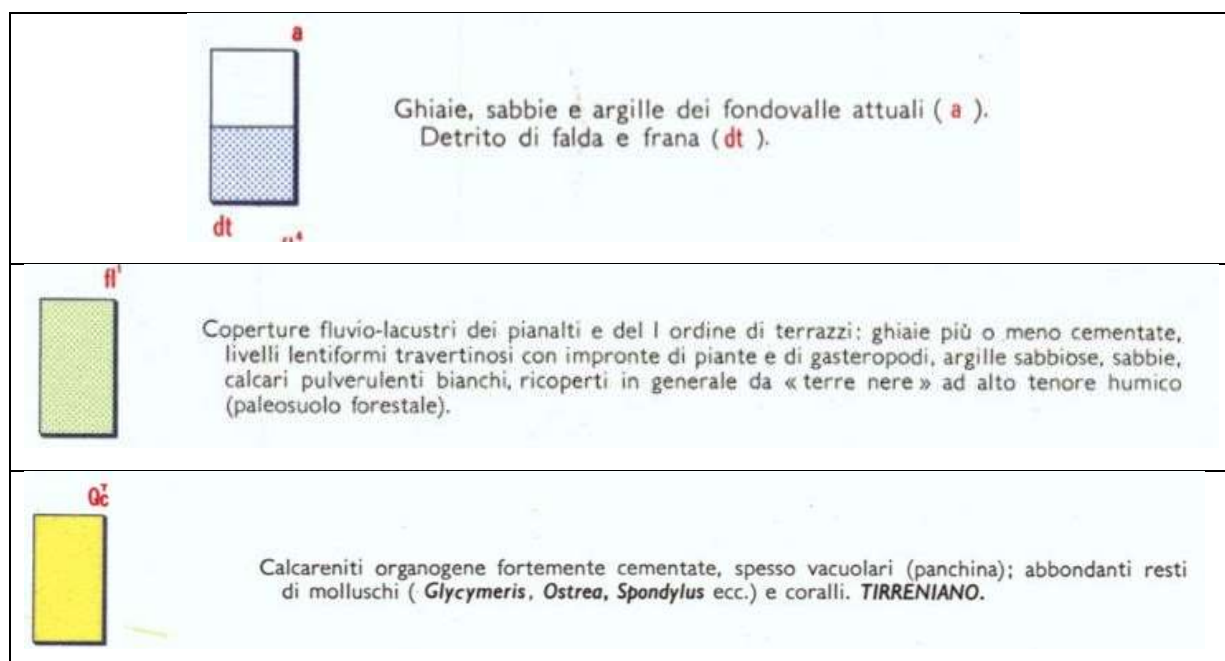 a
Ghiaie, sabbie e argille dei fondovalle attuali ( a ).
Detrito di falda e frana ( dt ).
dt
fl¹
Coperture fluvio-lacustri dei pianalti e del I ordine di terrazzi: ghiaie più o meno cementate,
livelli lentiformi travertinosi con impronte di piante e di gasteropodi, argille sabbiose, sabbie,
calcari pulverulenti bianchi, ricoperti in generale da « terre nere » ad alto tenore humico
(paleosuolo forestale).
Qcᵀ
Calcareniti organogene fortemente cementate, spesso vacuolari (panchina); abbondanti resti
di molluschi ( Glycymeris, Ostrea, Spondylus ecc.) e coralli. TIRRENIANO.